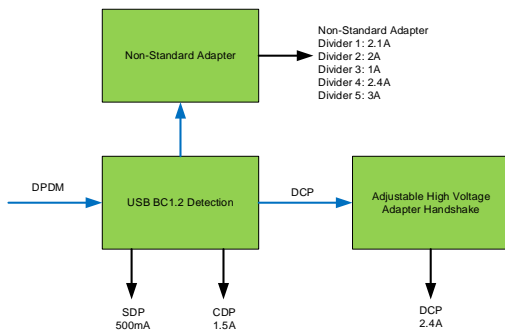 Non-Standard Adapter
Non-Standard Adapter
Divider 1: 2.1A
Divider 2: 2A
Divider 3: 1A
Divider 4: 2.4A
Divider 5: 3A
DPDM
USB BC1.2 Detection
DCP
Adjustable High Voltage
Adapter Handshake
SDP
500mA
CDP
1.5A
DCP
2.4A